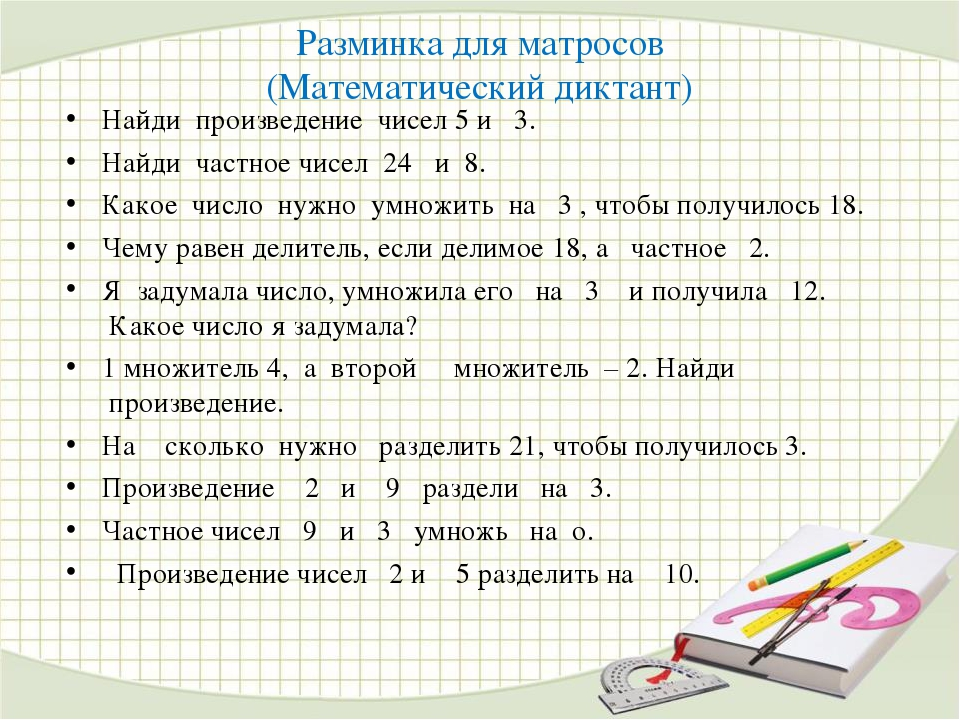 Разминка для матросов
(Математический диктант)
• Найди произведение чисел 5 и 3.
• Найди частное чисел 24 и 8.
• Какое число нужно умножить на 3 , чтобы получилось 18.
• Чему равен делитель, если делимое 18, а частное 2.
• Я задумала число, умножила его на 3 и получила 12.
Какое число я задумала?
• 1 множитель 4, а второй множитель – 2. Найди
произведение.
• На сколько нужно разделить 21, чтобы получилось 3.
• Произведение 2 и 9 раздели на 3.
• Частное чисел 9 и 3 умножь на о.
• Произведение чисел 2 и 5 разделить на 10.